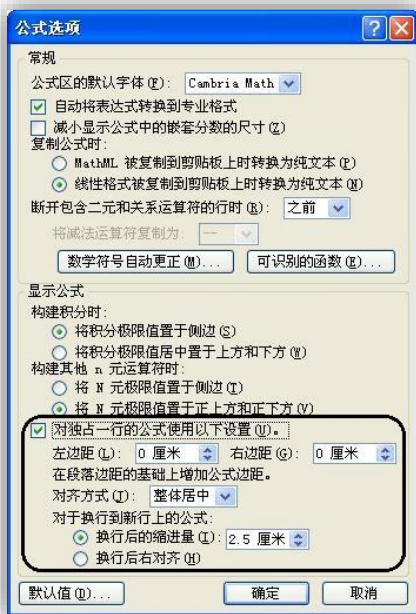 公式选项
常规
公式区的默认字体(F): Cambria Math
自动将表达式转换到专业格式
减小显示公式中的嵌套分数的尺寸(Z)
复制公式时:
MathML 被复制到剪贴板上时转换为纯文本(P)
线性格式被复制到剪贴板上时转换为纯文本(N)
断开包含二元和关系运算符的行时(R): 之前
将减法运算符复制为: --
数学符号自动更正(M)... 可识别的函数(E)...
显示公式
构建积分时:
将积分极限值置于侧边(S)
将积分极限值居中置于上方和下方(W)
构建其他 n 元运算符时:
将 N 元极限值置于侧边(T)
将 N 元极限值置于正上方和正下方(V)
对独占一行的公式使用以下设置(U)。
左边距(L): 0 厘米 右边距(G): 0 厘米
在段落边距的基础上增加公式边距。
对齐方式(J): 整体居中
对于换行到新行上的公式:
换行后的缩进量(I): 2.5 厘米
换行后右对齐(H)
默认值(D)... 确定 取消